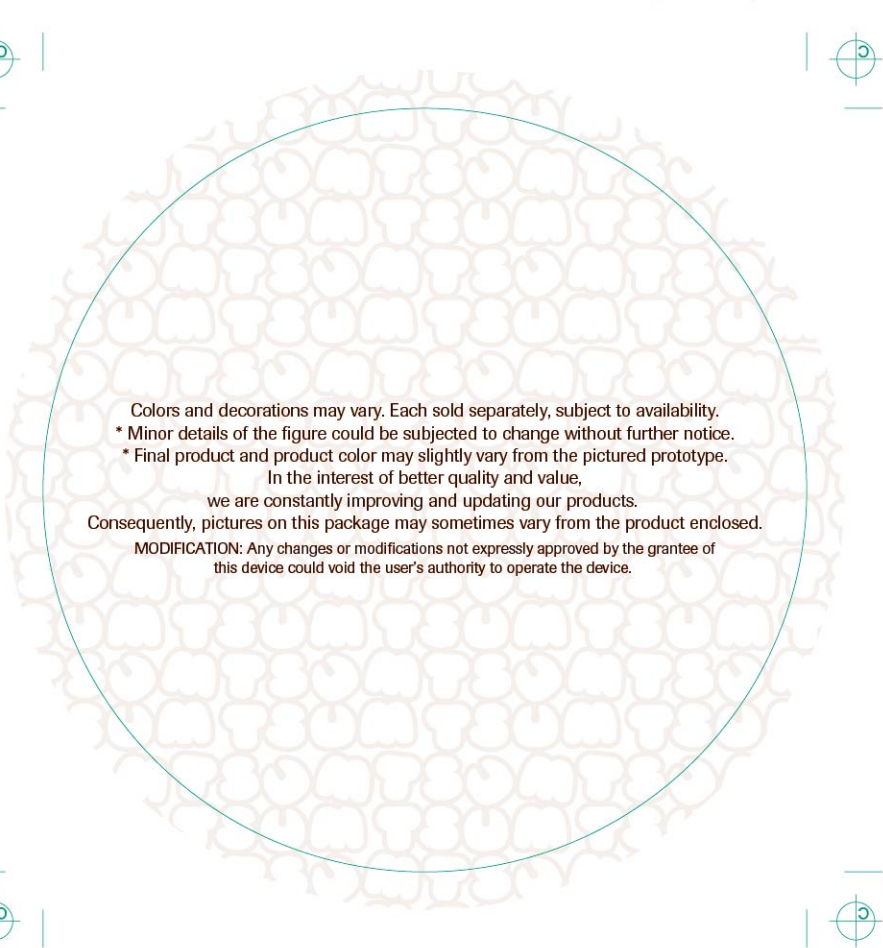 Colors and decorations may vary. Each sold separately, subject to availability.
* Minor details of the figure could be subjected to change without further notice.
* Final product and product color may slightly vary from the pictured prototype.
In the interest of better quality and value,
we are constantly improving and updating our products.
Consequently, pictures on this package may sometimes vary from the product enclosed.
MODIFICATION: Any changes or modifications not expressly approved by the grantee of
this device could void the user's authority to operate the device.